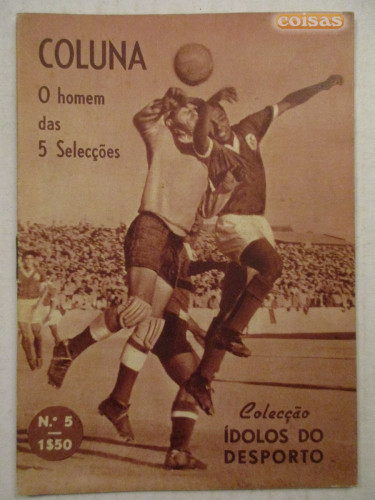 coisas
COLUNA
O homem
das
5 Selecções
N.º 5
1$50
Colecção
ÍDOLOS DO
DESPORTO